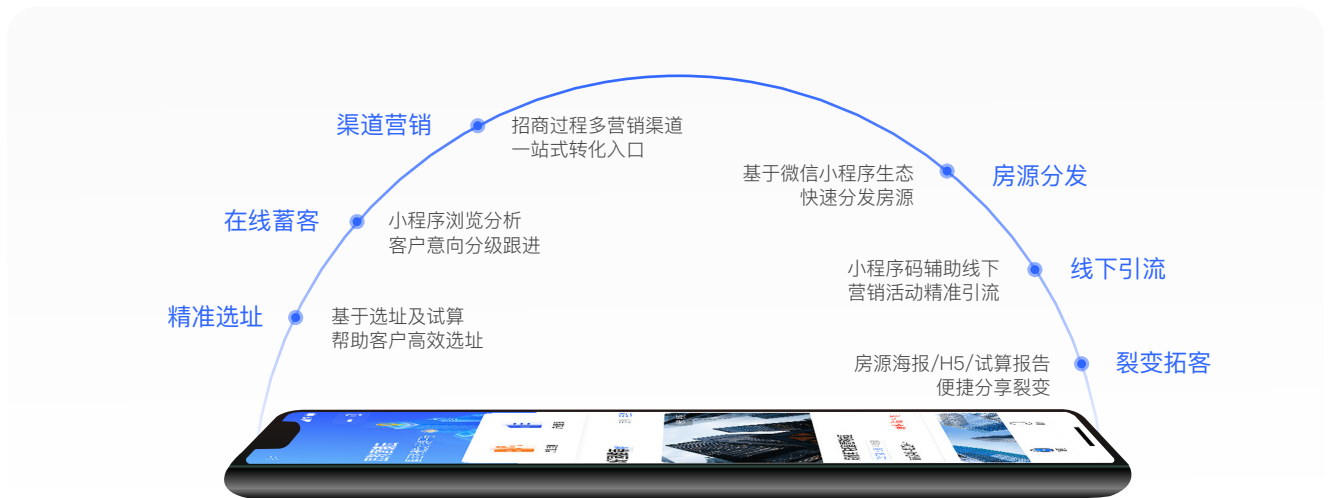 渠道营销
招商过程多营销渠道
一站式转化入口
在线蓄客
小程序浏览分析
客户意向分级跟进
精准选址
基于选址及试算
帮助客户高效选址
基于微信小程序生态
快速分发房源
房源分发
小程序码辅助线下
营销活动精准引流
线下引流
房源海报/H5/试算报告
便捷分享裂变
裂变拓客